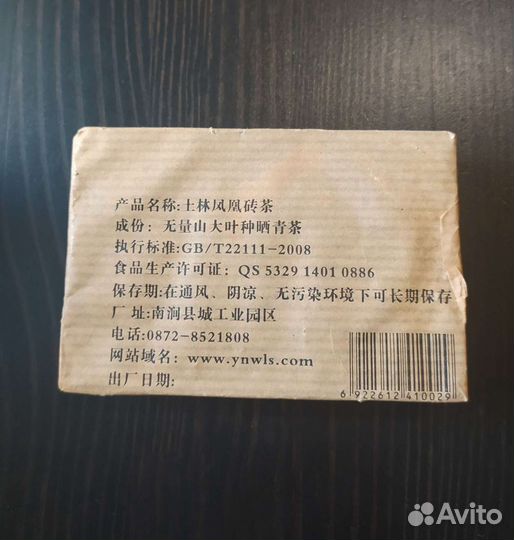 产品名称:土林凤凰砖茶
成份：无量山大叶种晒青茶
执行标准:GB/T22111-2008
食品生产许可证：QS 5329 1401 0886
保存期:在通风、阴凉、无污染环境下可长期保存
厂 址:南涧县城工业园区
电话:0872-8521808
网站域名：www.ynwls.com
出厂日期:
6 922612 410029
Avito